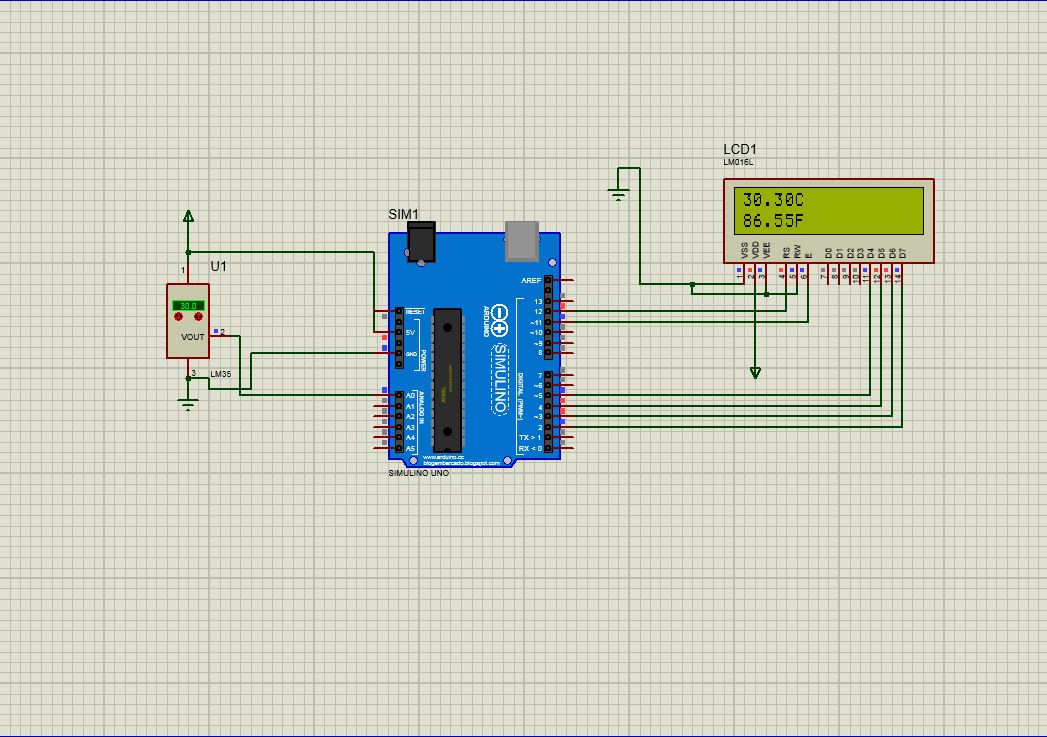 LCD1
LM016L
30.30C
86.55F
VSS
VDD
VEE
RS
RW
E
D0
D1
D2
D3
D4
D5
D6
D7
1
2
3
4
5
6
7
8
9
10
11
12
13
14
SIM1
U1
1
30.0
VOUT
2
3
LM35
RESET
5V
GND
POWER
A0
A1
A2
A3
A4
A5
ANALOG IN
ARDUINO
SIMULINO
AREF
13
12
~11
~10
~9
8
7
~6
~5
4
~3
2
TX > 1
RX < 0
DIGITAL (PWM~)
www.arduino.cc
blogembarcado.blogspot.com
SIMULINO UNO